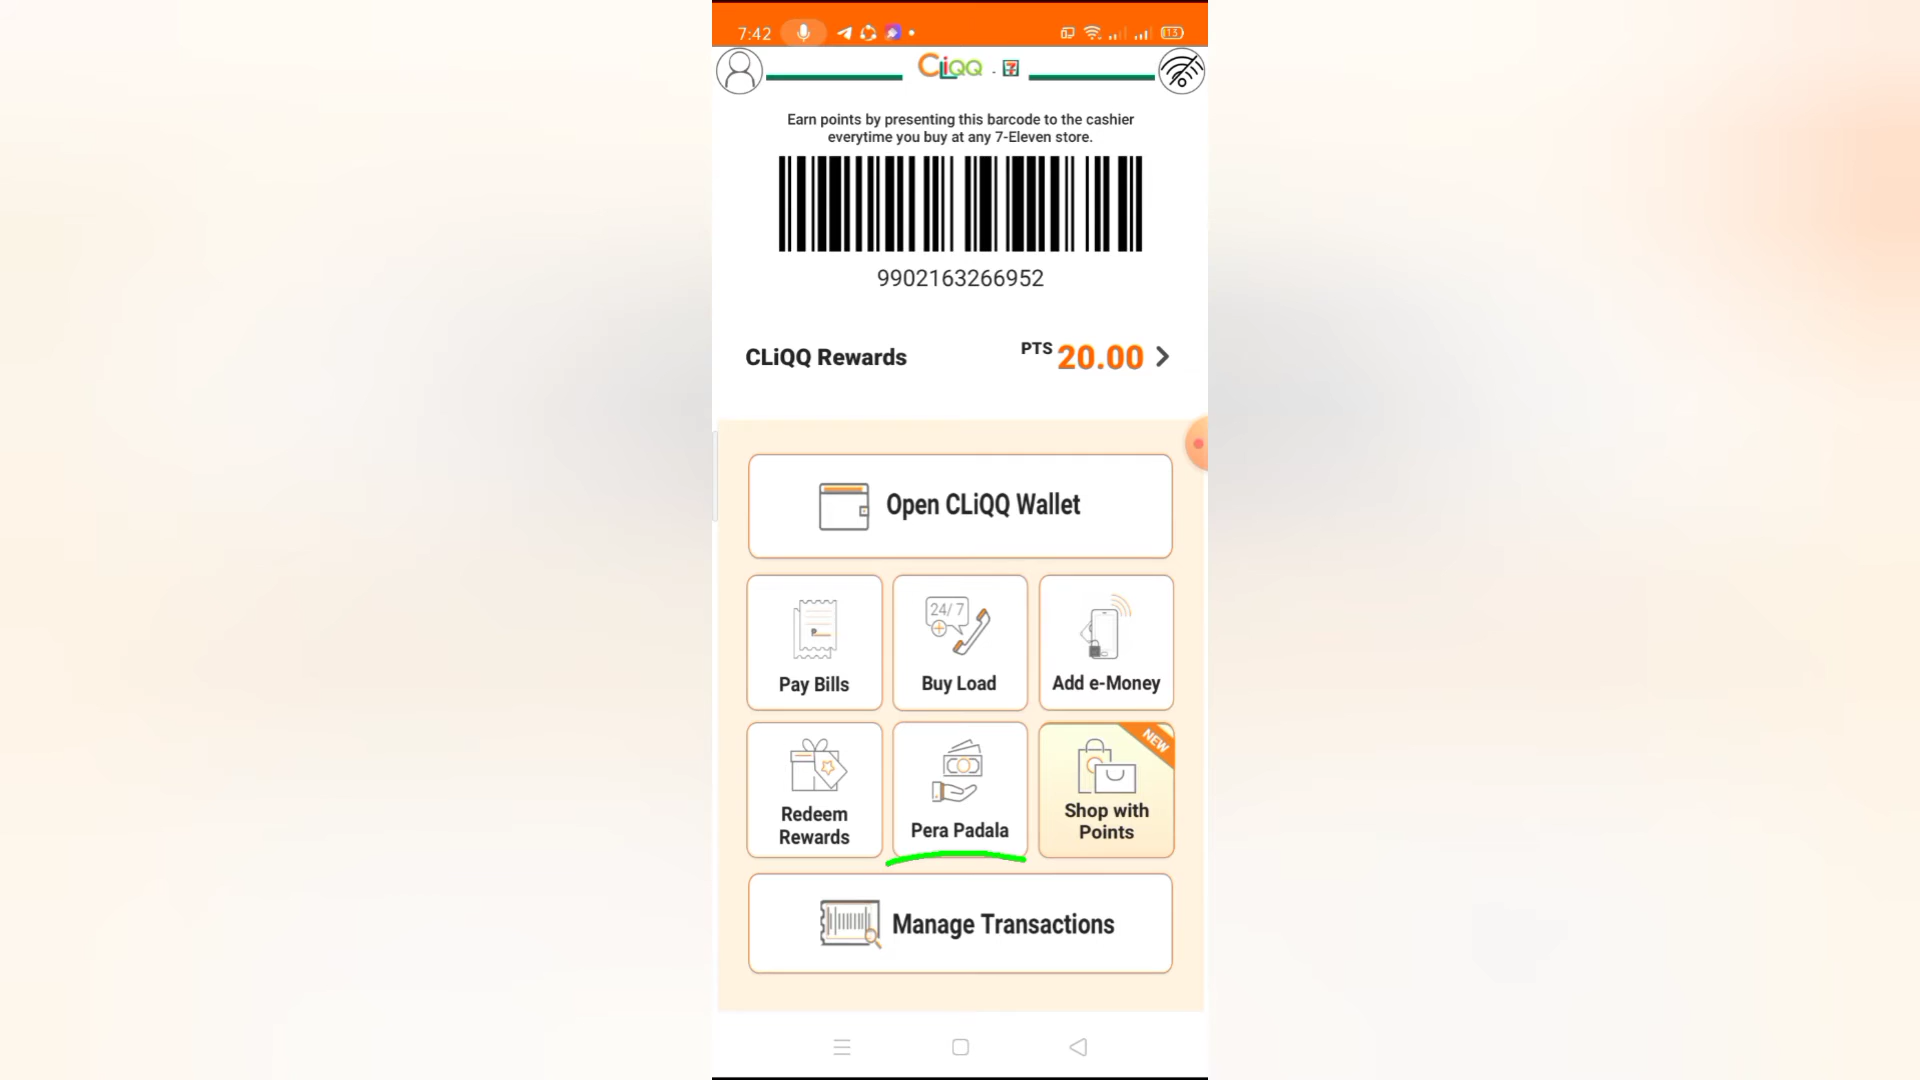 7:42
13
CLiQQ . 7
Earn points by presenting this barcode to the cashier
everytime you buy at any 7-Eleven store.
9902163266952
CLiQQ Rewards
PTS 20.00
Open CLiQQ Wallet
24/7
Pay Bills
Buy Load
Add e-Money
NEW
Redeem
Rewards
Pera Padala
Shop with
Points
Manage Transactions